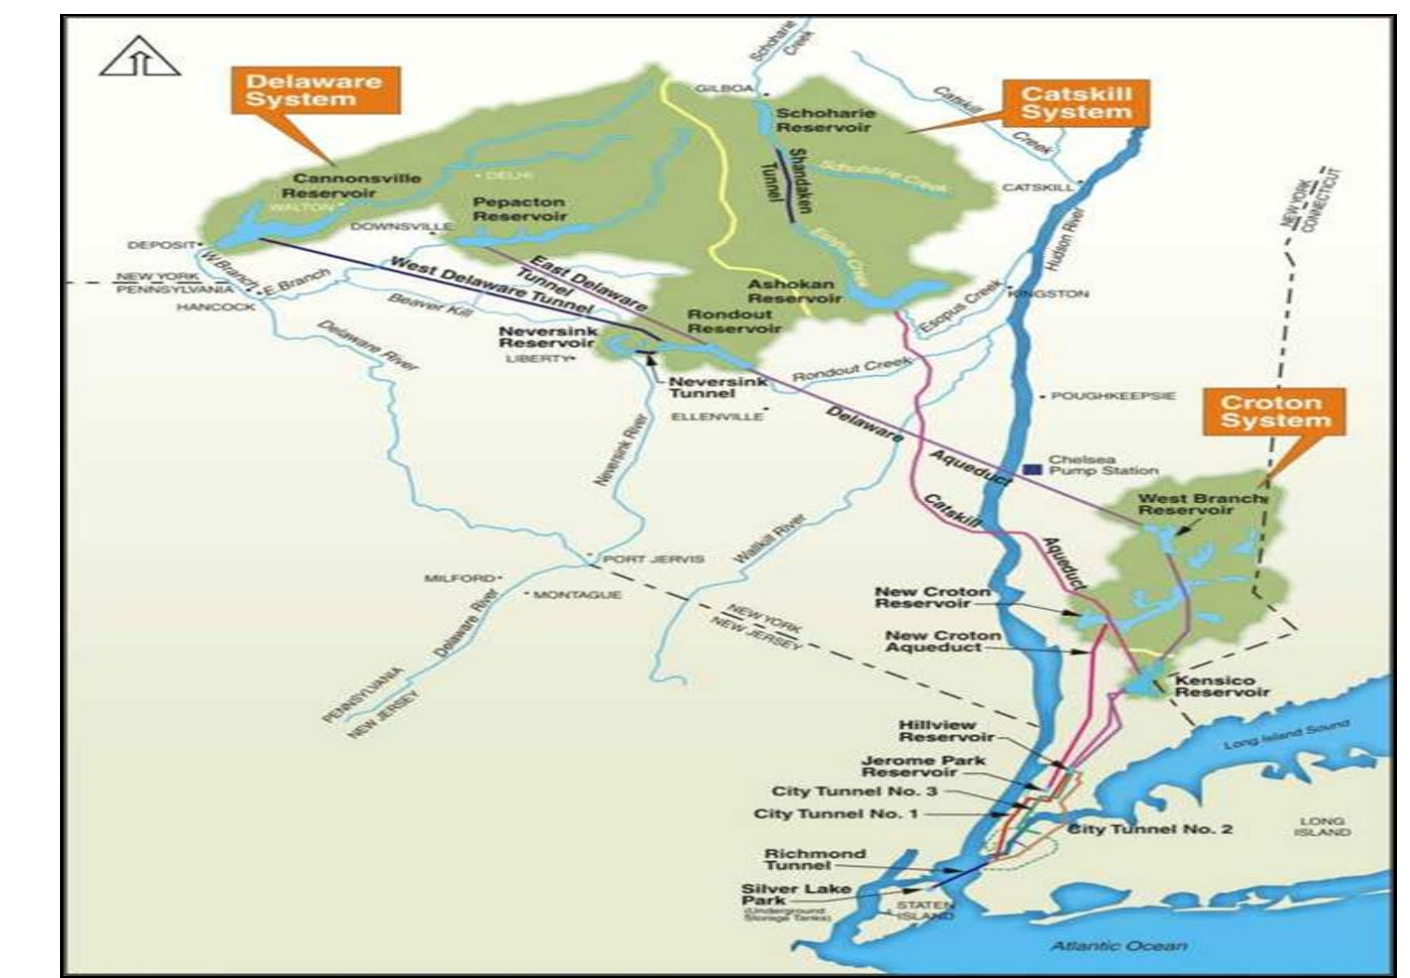 Schoharie
Creek
Delaware
System
GILBOA
Catskill
System
Catskill
Creek
Schoharie
Reservoir
Shandaken
Tunnel
Schoharie Creek
DELHI
Cannonsville
Reservoir
WALTON
Pepacton
Reservoir
CATSKILL
NEW YORK
CONNECTICUT
DOWNSVILLE
DEPOSIT
Esopus Creek
Hudson River
W. Branch
E. Branch
NEW YORK
PENNSYLVANIA
HANCOCK
West Delaware Tunnel
East Delaware
Tunnel
Beaver Kill
Ashokan
Reservoir
Rondout
Reservoir
Esopus Creek
KINGSTON
Delaware River
Neversink
Reservoir
LIBERTY
Neversink
Tunnel
Rondout Creek
ELLENVILLE
POUGHKEEPSIE
Croton
System
Delaware
Aqueduct
Neversink River
Chelsea
Pump Station
West Branch
Reservoir
Catskill
Aqueduct
Wallkill River
PORT JERVIS
MILFORD
MONTAGUE
Delaware River
New Croton
Reservoir
NEW YORK
NEW JERSEY
New Croton
Aqueduct
PENNSYLVANIA
NEW JERSEY
Kensico
Reservoir
Hillview
Reservoir
Long Island Sound
Jerome Park
Reservoir
City Tunnel No. 3
City Tunnel No. 1
City Tunnel No. 2
LONG
ISLAND
Richmond
Tunnel
Silver Lake
Park
(Underground
Storage Tanks)
STATEN
ISLAND
Atlantic Ocean